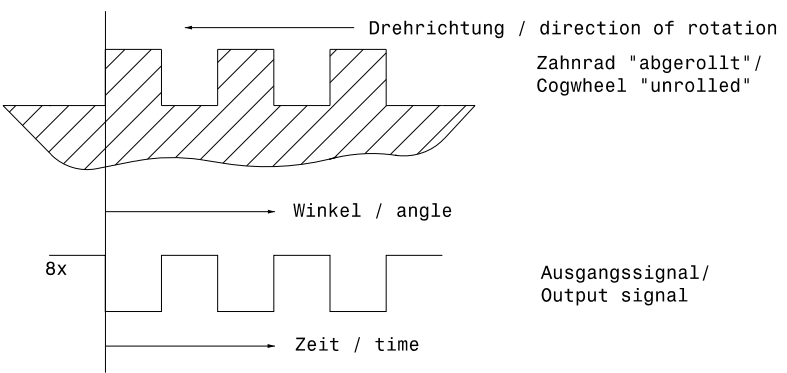 Drehrichtung / direction of rotation
Zahnrad "abgerollt"/
Cogwheel "unrolled"
Winkel / angle
8x
Ausgangssignal/
Output signal
Zeit / time